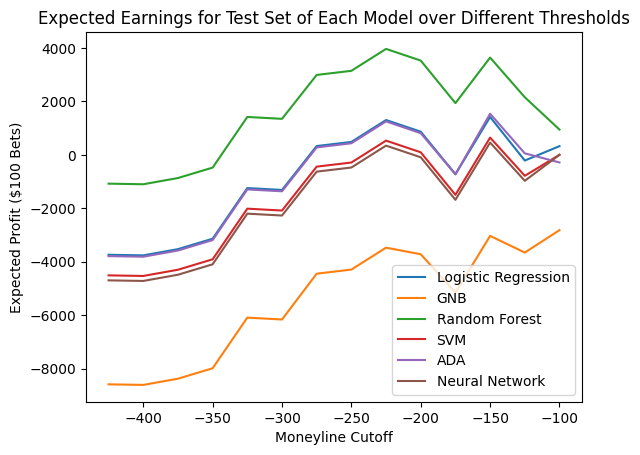 Expected Earnings for Test Set of Each Model over Different Thresholds
Expected Profit ($100 Bets)
4000
2000
0
−2000
−4000
−6000
−8000
Logistic Regression
GNB
Random Forest
SVM
ADA
Neural Network
−400
−350
−300
−250
−200
−150
−100
Moneyline Cutoff